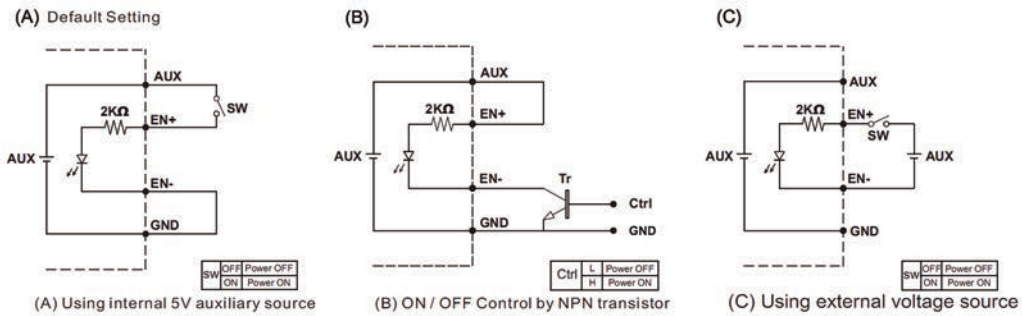 (A) Default Setting
AUX
2KΩ
EN+
SW
AUX
EN-
GND
SW OFF Power OFF
ON Power ON
(A) Using internal 5V auxiliary source
(B)
AUX
2KΩ
EN+
AUX
EN-
Tr
Ctrl
GND
GND
Ctrl L Power OFF
H Power ON
(B) ON / OFF Control by NPN transistor
(C)
AUX
2KΩ
EN+
SW
AUX
AUX
EN-
GND
SW OFF Power OFF
ON Power ON
(C) Using external voltage source